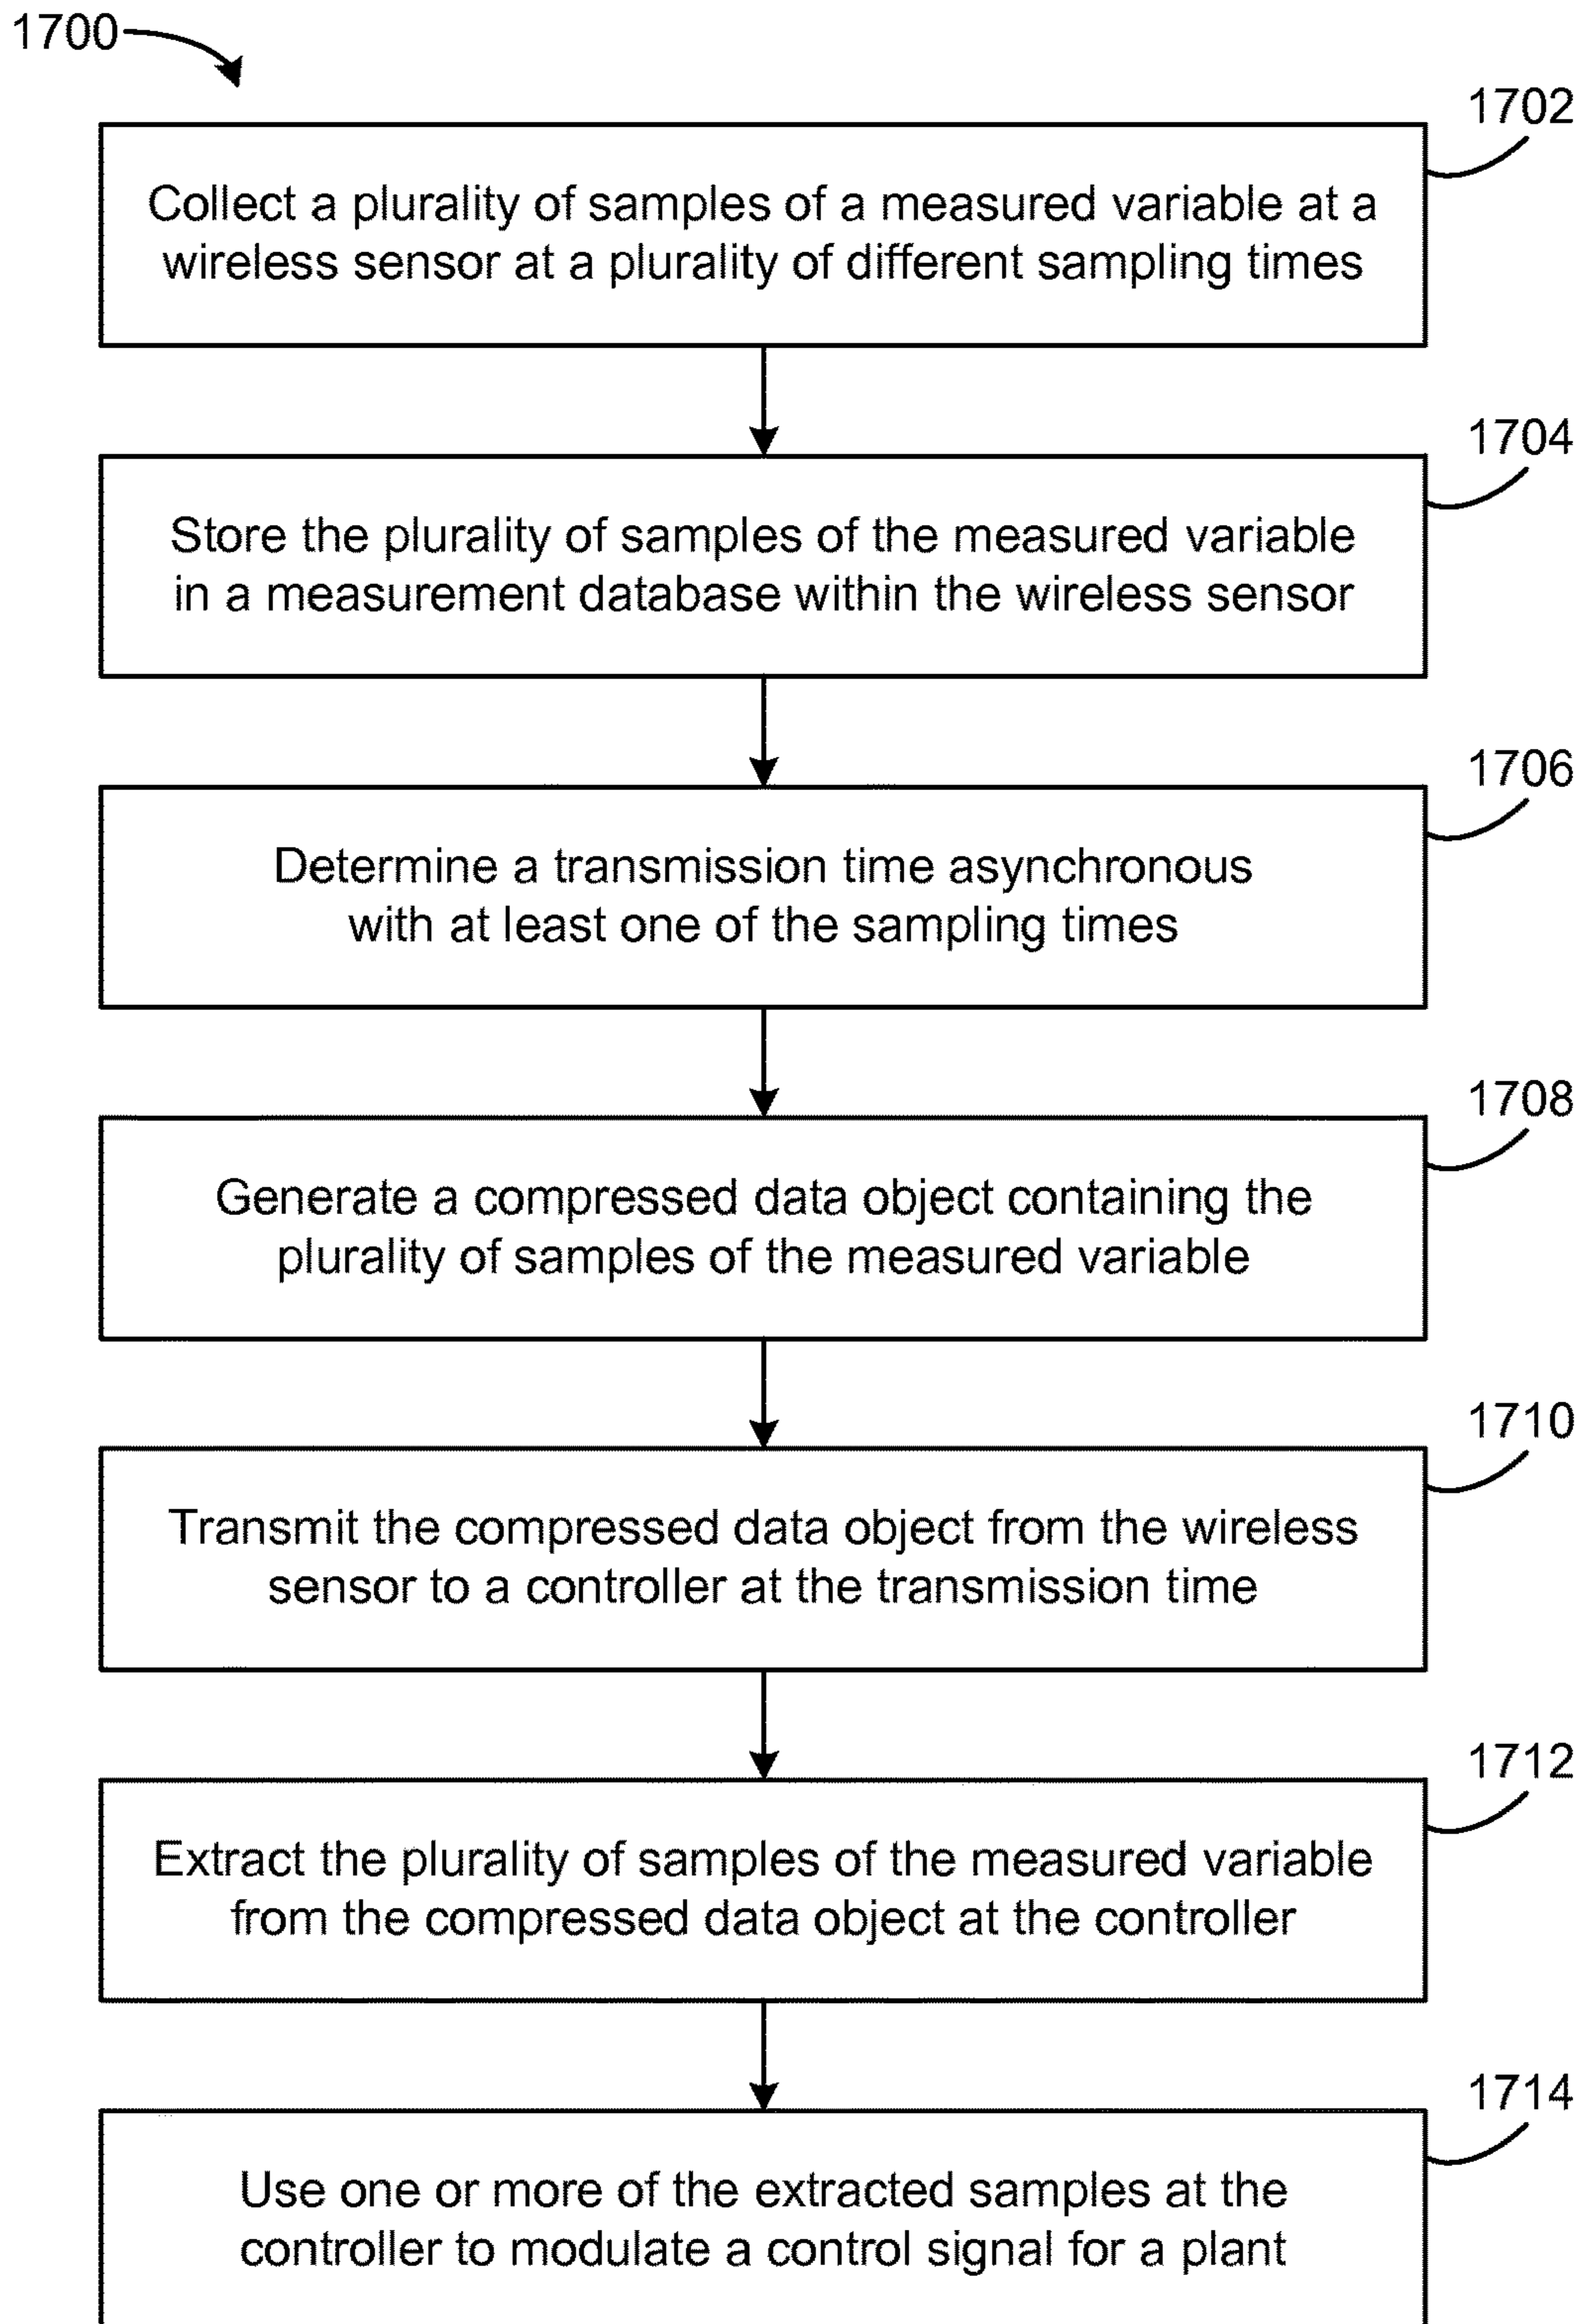 1700
1702
Collect a plurality of samples of a measured variable at a
wireless sensor at a plurality of different sampling times
1704
Store the plurality of samples of the measured variable
in a measurement database within the wireless sensor
1706
Determine a transmission time asynchronous
with at least one of the sampling times
1708
Generate a compressed data object containing the
plurality of samples of the measured variable
1710
Transmit the compressed data object from the wireless
sensor to a controller at the transmission time
1712
Extract the plurality of samples of the measured variable
from the compressed data object at the controller
1714
Use one or more of the extracted samples at the
controller to modulate a control signal for a plant